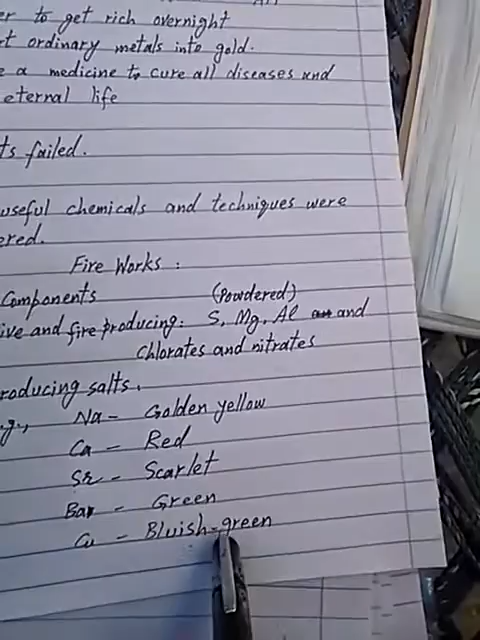 er to get rich overnight
rt ordinary metals into gold.
e a medicine to cure all diseases and
eternal life
ts failed.
useful chemicals and techniques were
ered.
Fire Works :
Components (Powdered)
ive and fire producing: S, Mg, Al and
Chlorates and nitrates
roducing salts,
g., Na - Golden yellow
Ca - Red
Sr - Scarlet
Ba - Green
Cu - Bluish-green